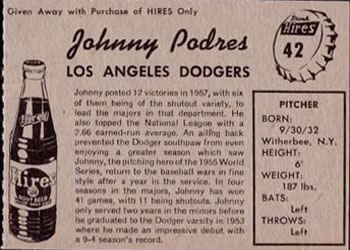 Given Away with Purchase of HIRES Only
Drink
Hires
42
Johnny Podres
LOS ANGELES DODGERS
Johnny posted 12 victories in 1957, with six
of them being of the shutout variety, to
lead the majors in that department. He
also topped the National League with a
2.66 earned-run average. An ailing back
prevented the Dodger southpaw from even
enjoying a greater season which saw
Johnny, the pitching hero of the 1955 World
Series, return to the baseball wars in fine
style after a year in the service. In four
seasons in the majors, Johnny has won
41 games, with 11 being shutouts. Johnny
only served two years in the minors before
he graduated to the Dodger varsity in 1953
where he made an impressive debut with
a 9-4 season's record.
PITCHER
BORN:
9/30/32
Witherbee, N.Y.
HEIGHT:
6'
WEIGHT:
187 lbs.
BATS:
Left
THROWS:
Left
Hires
ROOT BEER